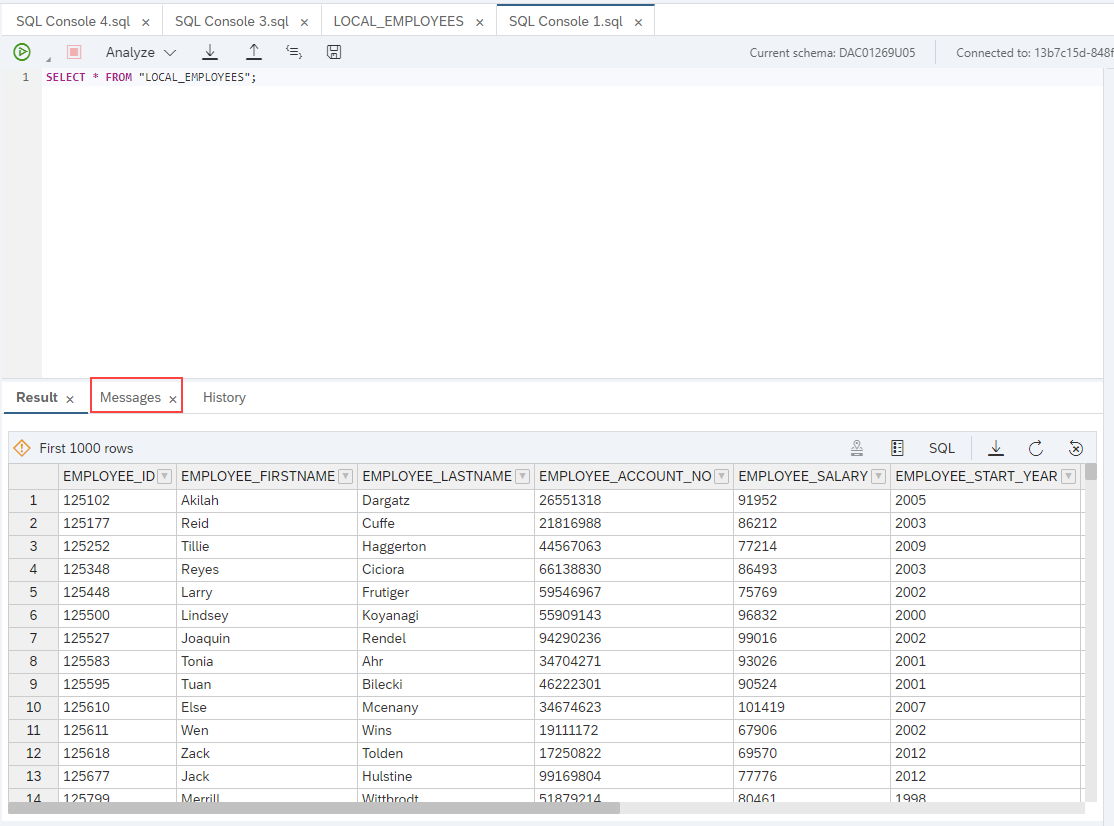 SQL Console 4.sql × SQL Console 3.sql × LOCAL_EMPLOYEES × SQL Console 1.sql ×
Analyze Current schema: DAC01269U05 Connected to: 13b7c15d-848f
1 SELECT * FROM "LOCAL_EMPLOYEES";
Result × Messages × History
First 1000 rows SQL
EMPLOYEE_ID EMPLOYEE_FIRSTNAME EMPLOYEE_LASTNAME EMPLOYEE_ACCOUNT_NO EMPLOYEE_SALARY EMPLOYEE_START_YEAR
1 125102 Akilah Dargatz 26551318 91952 2005
2 125177 Reid Cuffe 21816988 86212 2003
3 125252 Tillie Haggerton 44567063 77214 2009
4 125348 Reyes Ciciora 66138830 86493 2003
5 125448 Larry Frutiger 59546967 75769 2002
6 125500 Lindsey Koyanagi 55909143 96832 2000
7 125527 Joaquin Rendel 94290236 99016 2002
8 125583 Tonia Ahr 34704271 93026 2001
9 125595 Tuan Bilecki 46222301 90524 2001
10 125610 Else Mcenany 34674623 101419 2007
11 125611 Wen Wins 19111172 67906 2002
12 125618 Zack Tolden 17250822 69570 2012
13 125677 Jack Hulstine 99169804 77776 2012
14 125799 Merrill Witthrodt 51879214 80461 1998